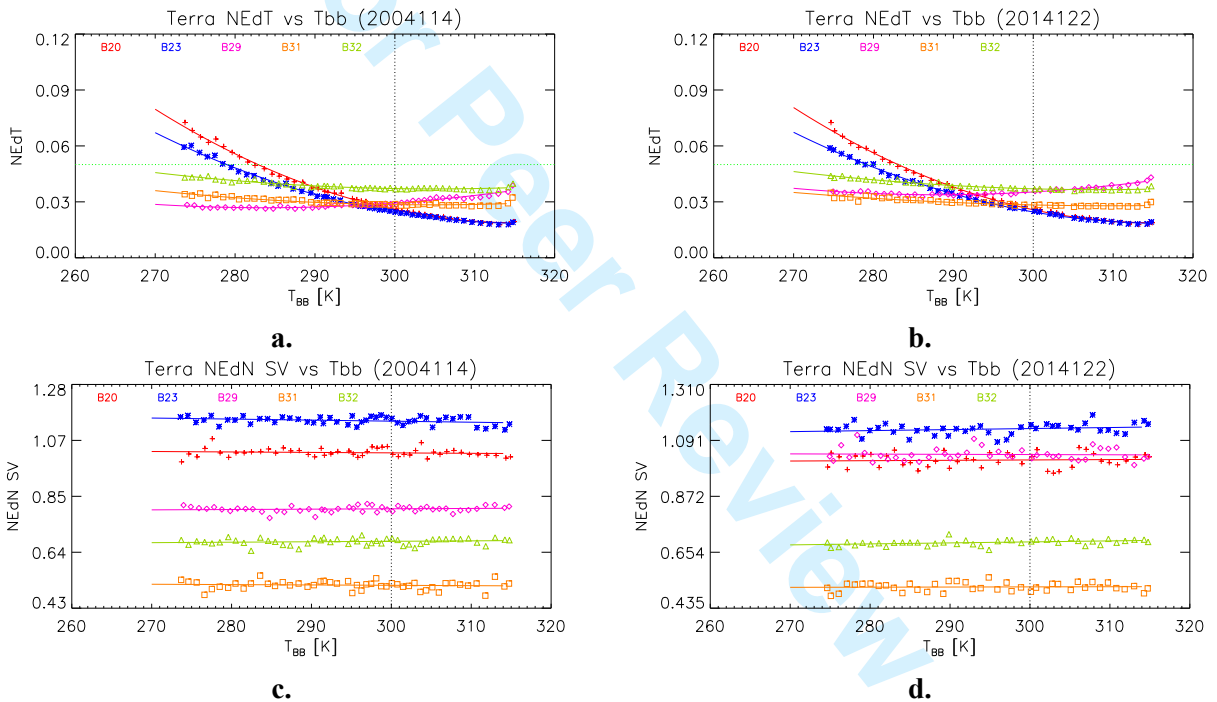 Terra NEdT vs Tbb (2004114)
0.12
0.09
0.06
0.03
0.00
NEdT
B20 B23 B29 B31 B32
260 270 280 290 300 310 320
T_BB [K]
a.
Terra NEdT vs Tbb (2014122)
0.12
0.09
0.06
0.03
0.00
NEdT
B20 B23 B29 B31 B32
260 270 280 290 300 310 320
T_BB [K]
b.
Terra NEdN SV vs Tbb (2004114)
1.28
1.07
0.85
0.64
0.43
NEdN SV
B20 B23 B29 B31 B32
260 270 280 290 300 310 320
T_BB [K]
c.
Terra NEdN SV vs Tbb (2014122)
1.310
1.091
0.872
0.654
0.435
NEdN SV
B20 B23 B29 B31 B32
260 270 280 290 300 310 320
T_BB [K]
d.
or Peer Review